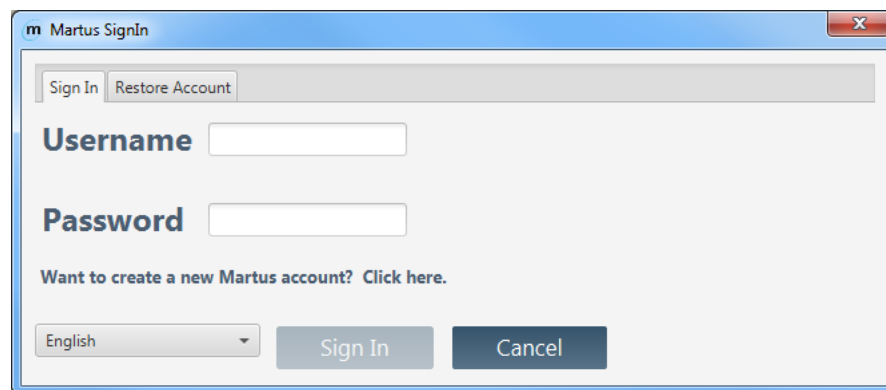 m Martus SignIn
Sign In Restore Account
Username
Password
Want to create a new Martus account? Click here.
English Sign In Cancel